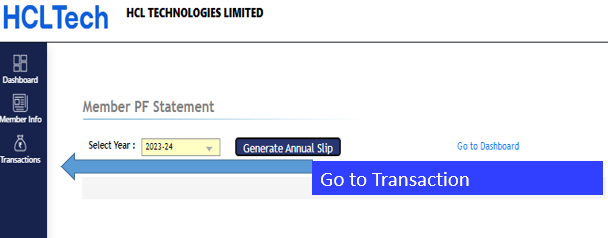 HCLTech
HCL TECHNOLOGIES LIMITED
Dashboard
Member Info
Transactions
Member PF Statement
Select Year :
2023-24
Generate Annual Slip
Go to Dashboard
Go to Transaction